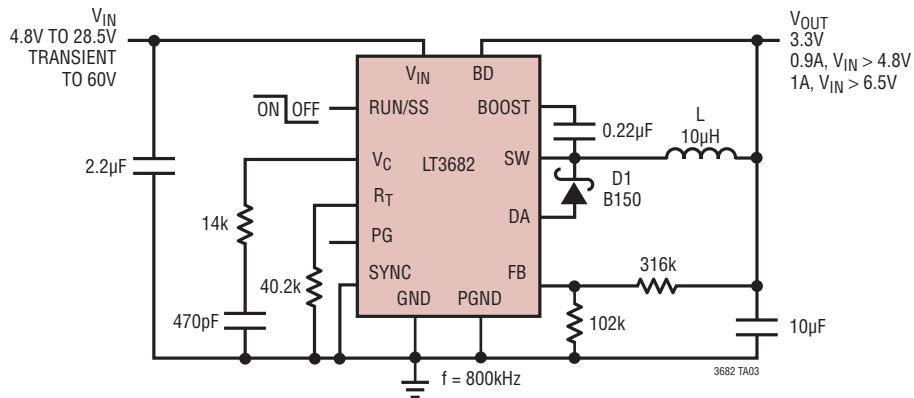 VIN
4.8V TO 28.5V
TRANSIENT
TO 60V
VOUT
3.3V
0.9A, VIN > 4.8V
1A, VIN > 6.5V
VIN
BD
ON OFF
RUN/SS
BOOST
0.22µF
L
10µH
2.2µF
VC
LT3682
SW
D1
B150
RT
14k
DA
PG
316k
SYNC
FB
40.2k
GND
PGND
470pF
102k
10µF
3682 TA03
f = 800kHz